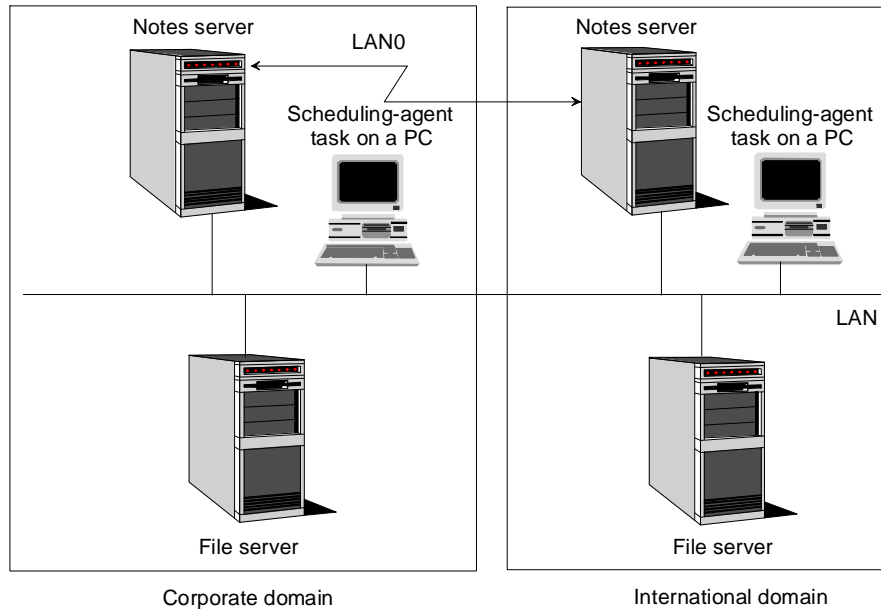 Notes server
LAN0
Notes server
Scheduling-agent
task on a PC
Scheduling-agent
task on a PC
LAN
File server
File server
Corporate domain
International domain